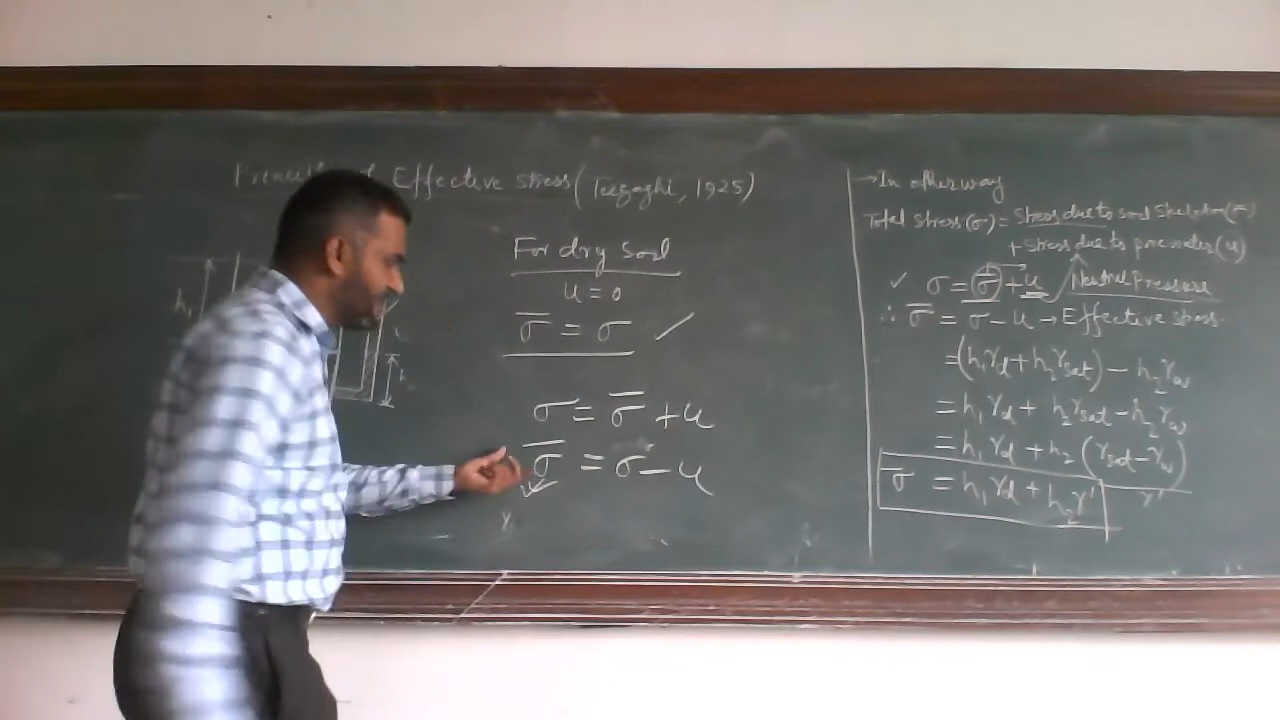 Effective stress (Terzaghi, 1925)
h₁
For dry soil
u = 0
σ̅ = σ
σ = σ̅ + u
σ̅ = σ - u
→ In other way
Total stress (σ) = Stress due to soil skeleton (σ̅)
+ stress due to pore water (u)
✓ σ = σ̅ + u Neutral Pressure
∴ σ̅ = σ - u → Effective stress.
= (h₁γd + h₂γsat) - h₂γw
= h₁γd + h₂γsat - h₂γw
= h₁γd + h₂ (γsat - γw)
σ̅ = h₁γd + h₂γ' γ'